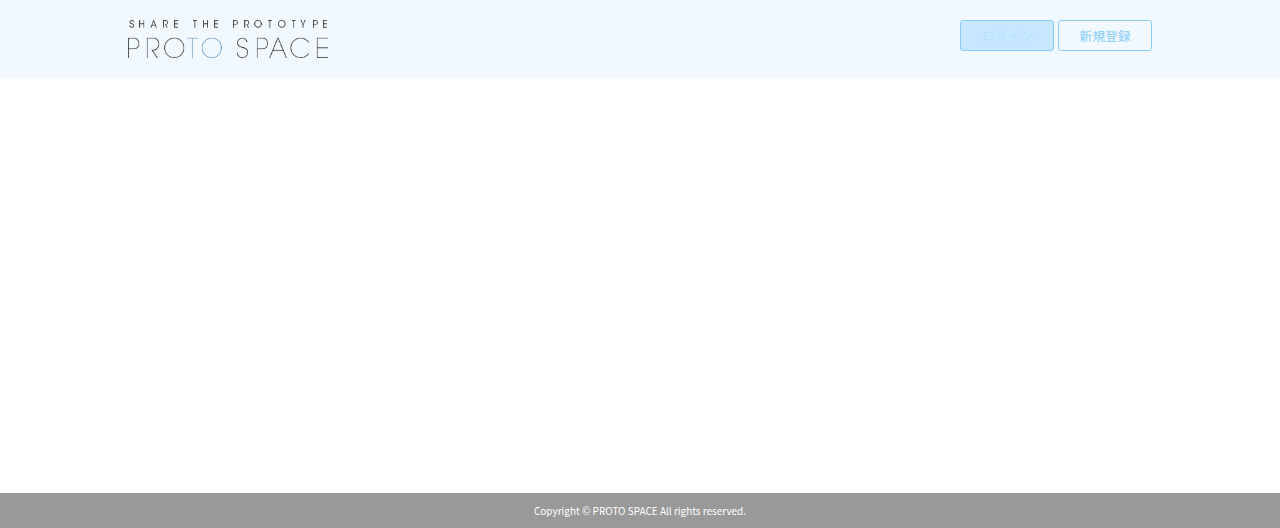 SHARE THE PROTOTYPE
PROTO SPACE
ログイン
新規登録
Copyright © PROTO SPACE All rights reserved.